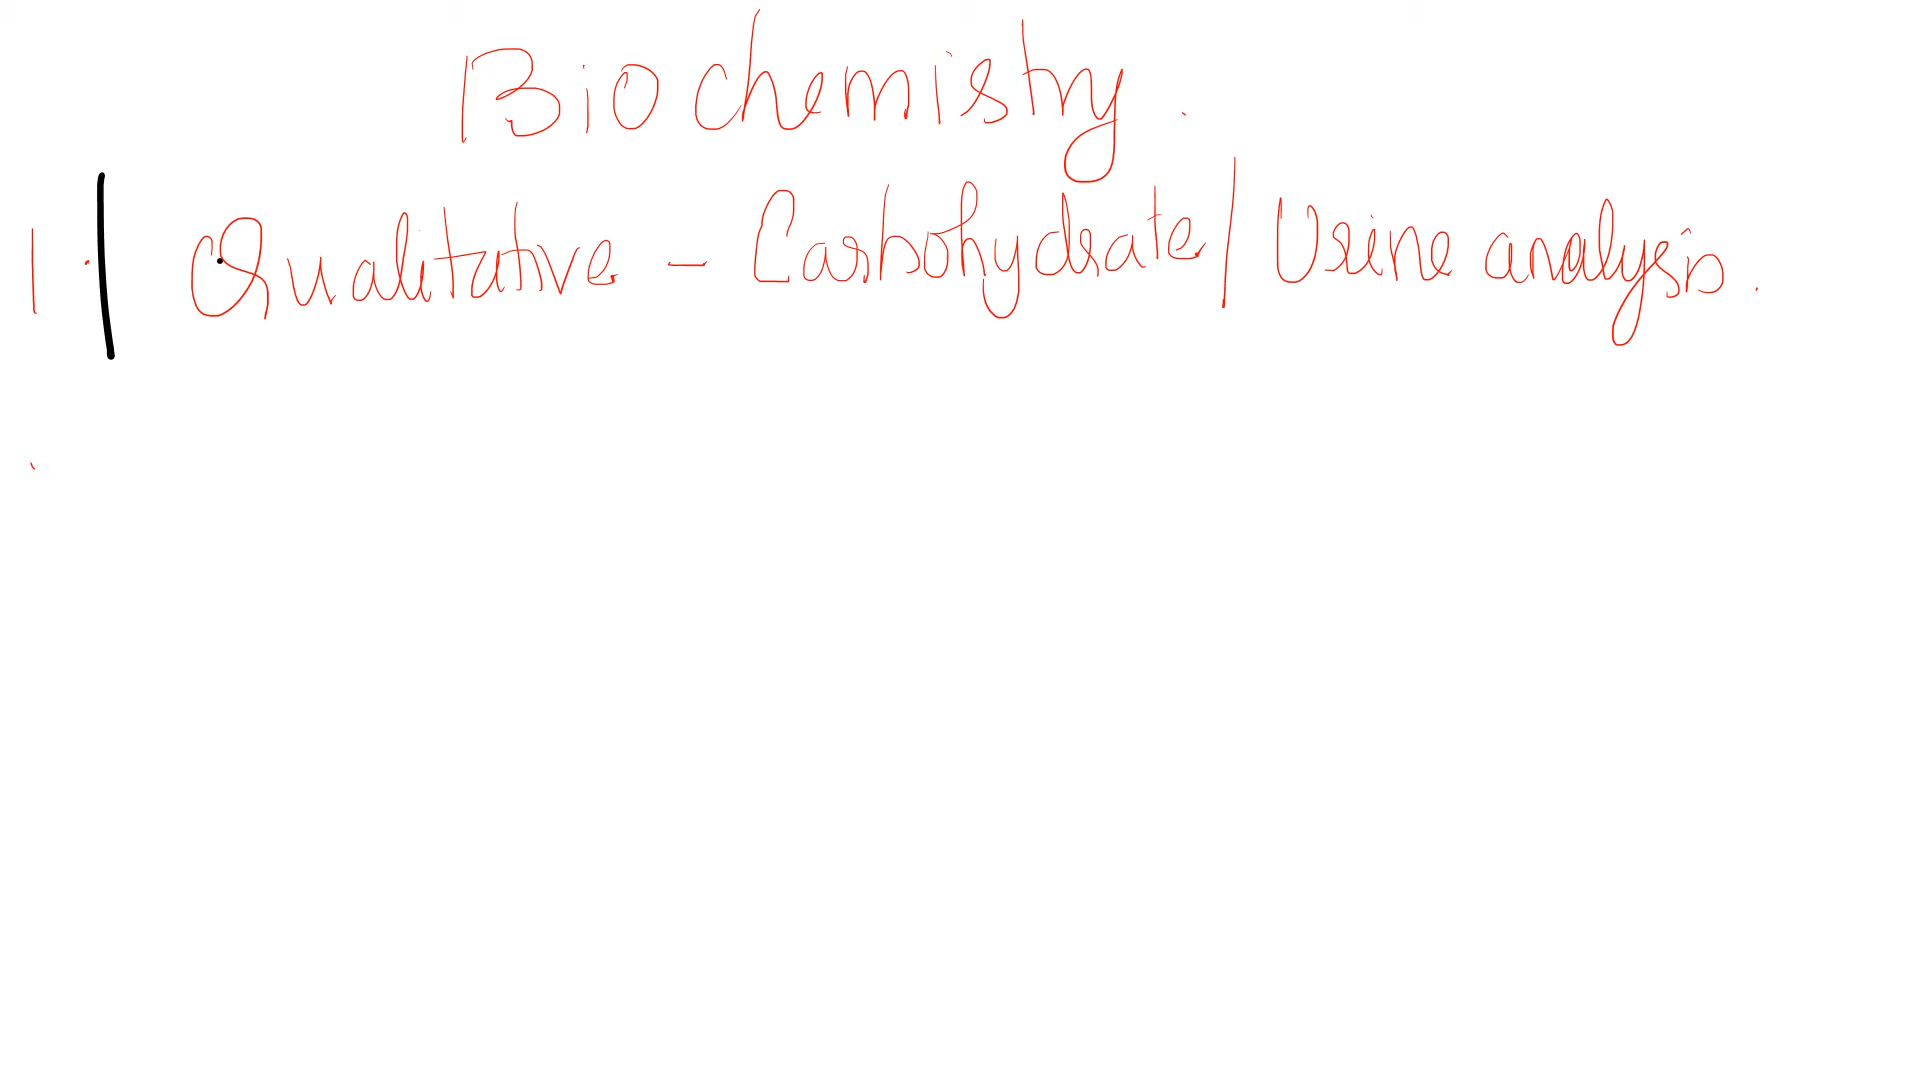 Biochemistry.
1. Qualitative - Carbohydrate / Urine analysis.